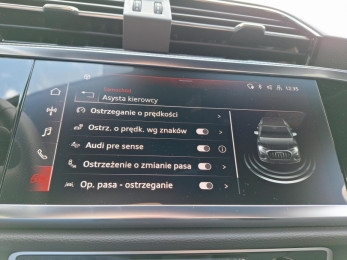 Asysta kierowcy
12:50
Ostrzeganie o prędkości
Ostrz. o prędk. wg znaków
Audi pre sense
Ostrzeżenie o zmianie pasa
Op. pasa - ostrzeganie